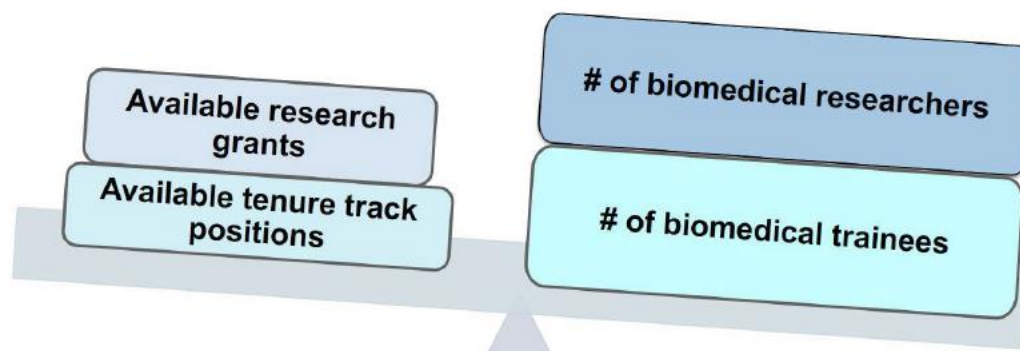 Available research
grants
Available tenure track
positions
# of biomedical researchers
# of biomedical trainees